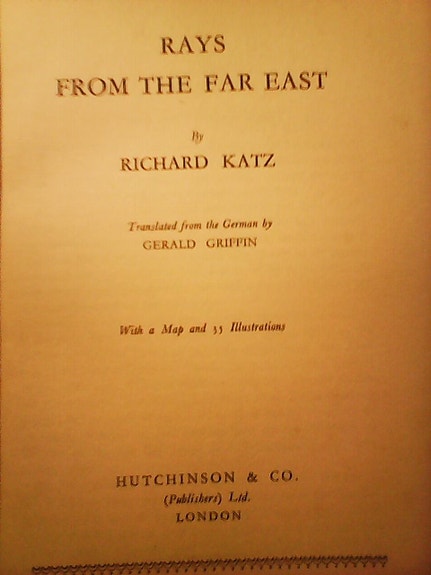 RAYS
FROM THE FAR EAST
By
RICHARD KATZ
Translated from the German by
GERALD GRIFFIN
With a Map and 35 Illustrations
HUTCHINSON & CO.
(Publishers) Ltd.
LONDON